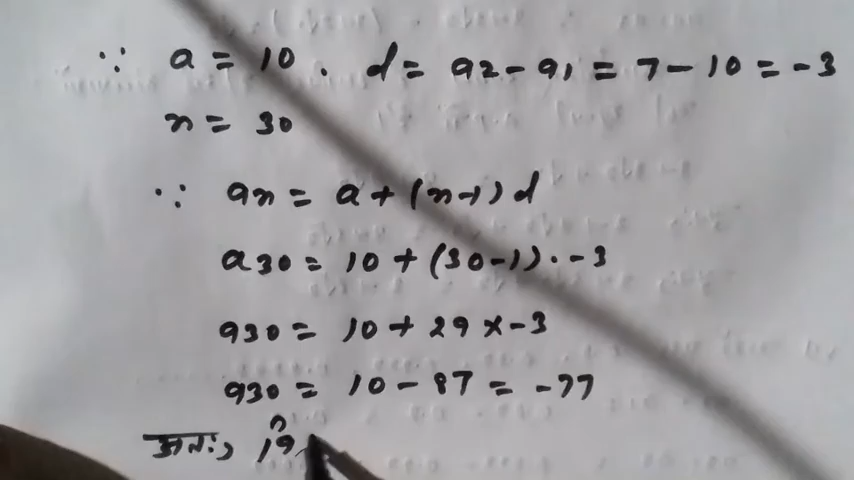 ∵ a = 10. d = a2 - a1 = 7 - 10 = -3
n = 30
∵ an = a + (n-1) d
a30 = 10 + (30-1). -3
a30 = 10 + 29 x -3
a30 = 10 - 87 = -77
अतः,